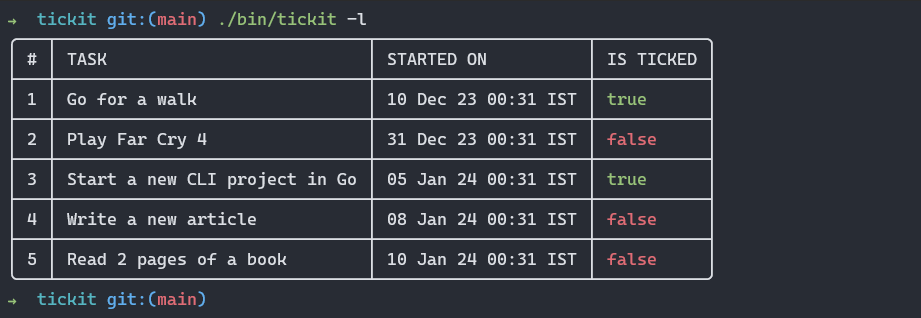 → tickit git:(main) ./bin/tickit -l
# TASK STARTED ON IS TICKED
1 Go for a walk 10 Dec 23 00:31 IST true
2 Play Far Cry 4 31 Dec 23 00:31 IST false
3 Start a new CLI project in Go 05 Jan 24 00:31 IST true
4 Write a new article 08 Jan 24 00:31 IST false
5 Read 2 pages of a book 10 Jan 24 00:31 IST false
→ tickit git:(main)